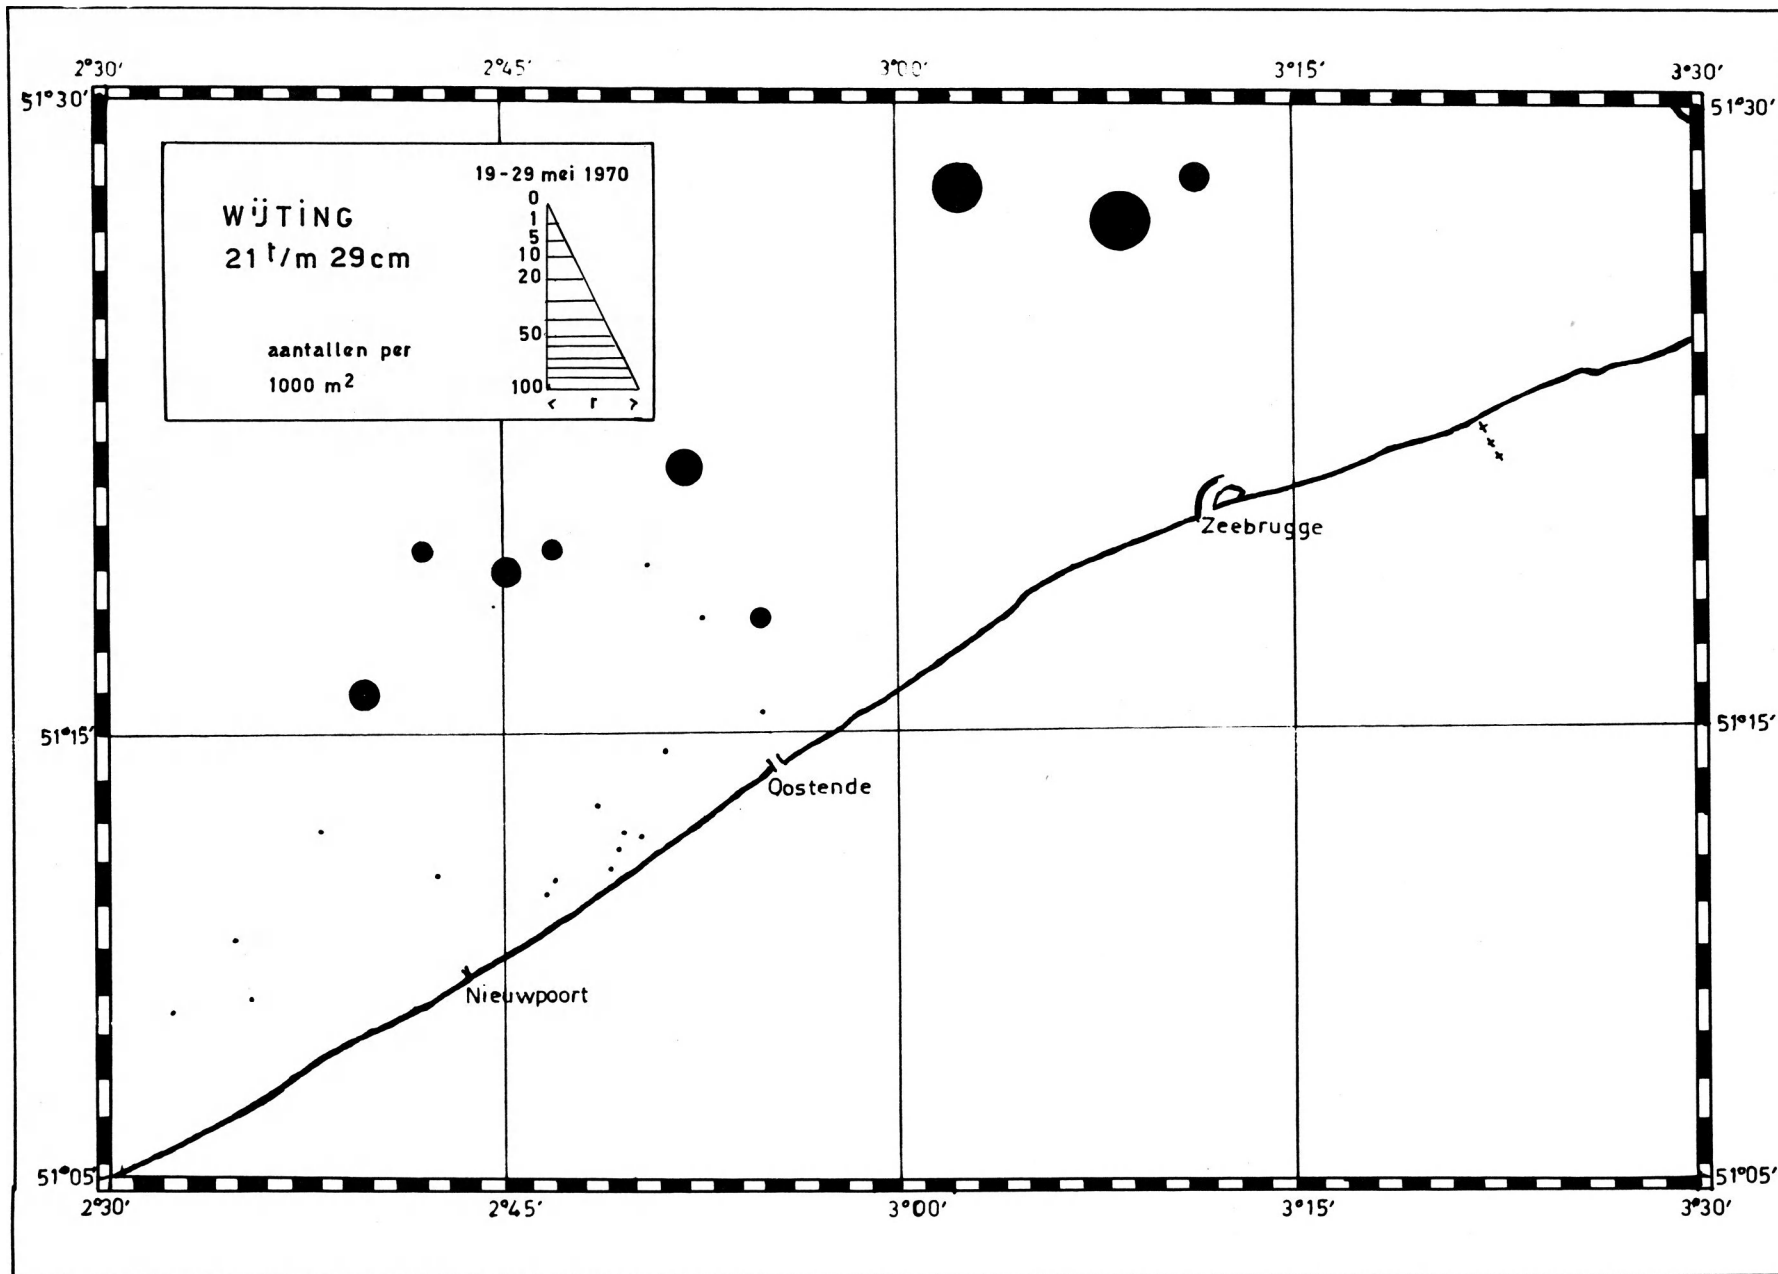 2°30′ 2°45′ 3°00′ 3°15′ 3°30′
51°30′ 51°30′
19-29 mei 1970
WĳTiNG
21 t/m 29cm
aantallen per
1000 m²
0
1
5
10
20
50
100
< r >
Zeebrugge
51°15′ 51°15′
Oostende
Nieuwpoort
51°05′ 51°05′
2°30′ 2°45′ 3°00′ 3°15′ 3°30′